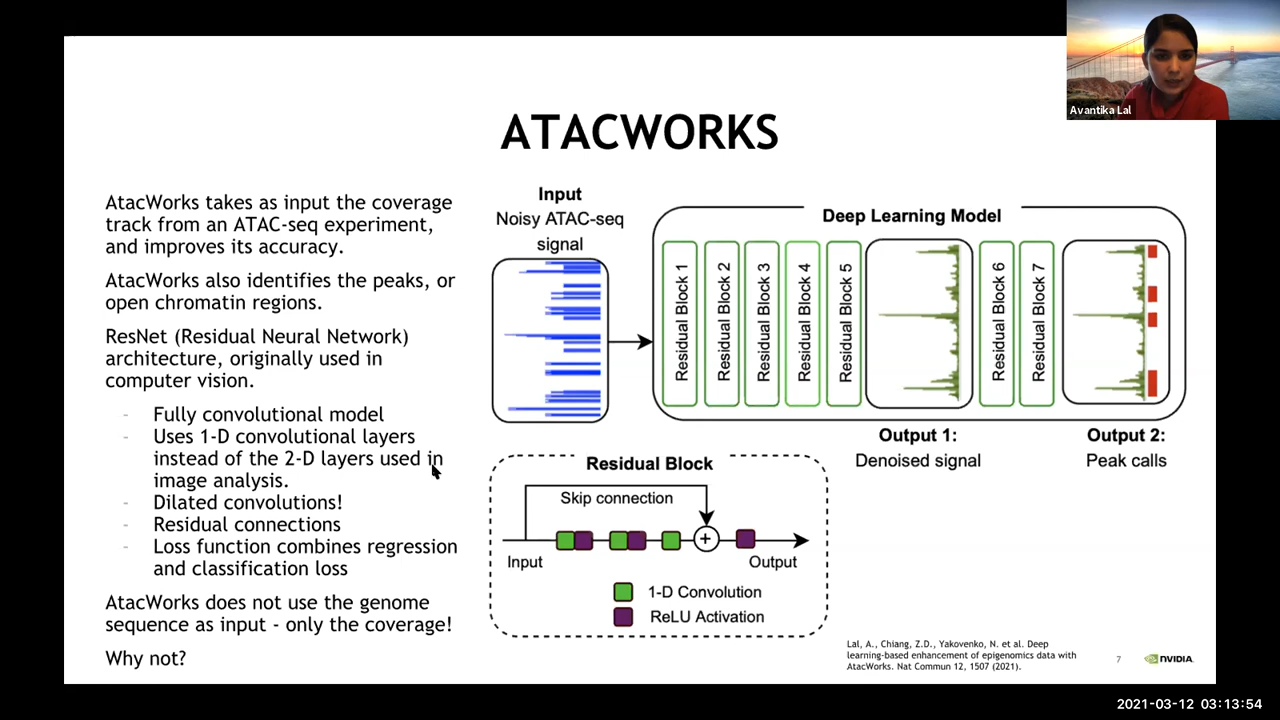 Avantika Lal
ATACWORKS
AtacWorks takes as input the coverage
track from an ATAC-seq experiment,
and improves its accuracy.
AtacWorks also identifies the peaks, or
open chromatin regions.
ResNet (Residual Neural Network)
architecture, originally used in
computer vision.
- Fully convolutional model
- Uses 1-D convolutional layers
instead of the 2-D layers used in
image analysis.
- Dilated convolutions!
- Residual connections
- Loss function combines regression
and classification loss
AtacWorks does not use the genome
sequence as input - only the coverage!
Why not?
Input
Noisy ATAC-seq
signal
Deep Learning Model
Residual Block 1
Residual Block 2
Residual Block 3
Residual Block 4
Residual Block 5
Residual Block 6
Residual Block 7
Output 1:
Denoised signal
Output 2:
Peak calls
Residual Block
Skip connection
+
Input
Output
1-D Convolution
ReLU Activation
Lal, A., Chiang, Z.D., Yakovenko, N. et al. Deep
learning-based enhancement of epigenomics data with
AtacWorks. Nat Commun 12, 1507 (2021).
7
NVIDIA.
2021-03-12 03:13:54